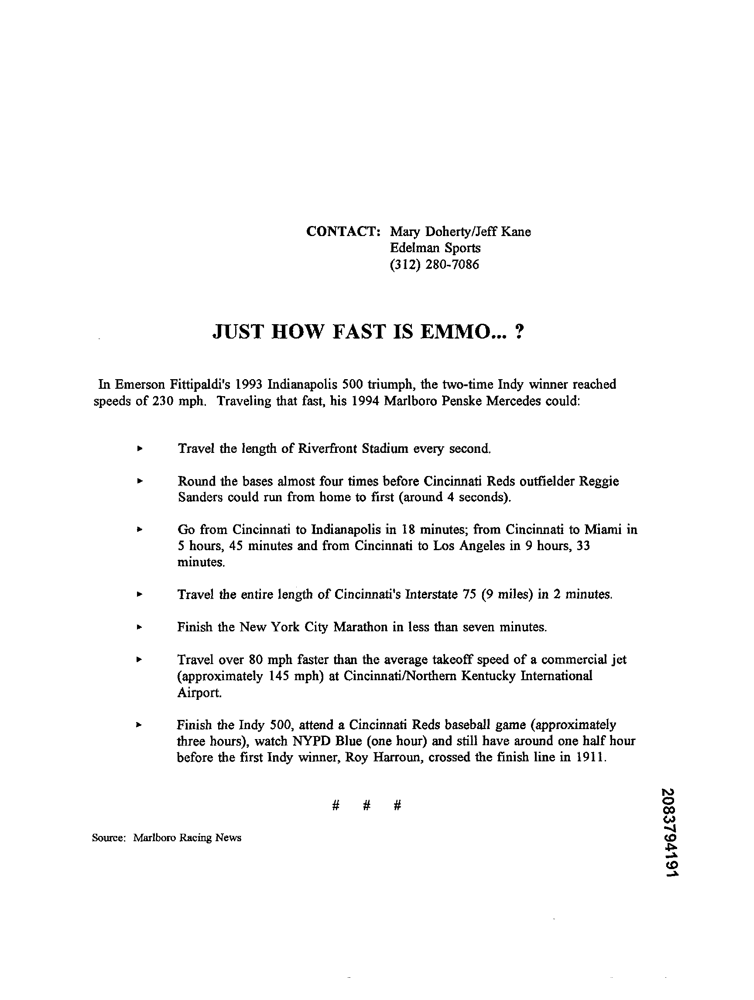 CONTACT: Mary Doherty/Jeff Kane
Edelman Sports
(312) 280-7086
JUST HOW FAST IS EMMO... ?
In Emerson Fittipaldi's 1993 Indianapolis 500 triumph, the two-time Indy winner reached
speeds of 230 mph. Traveling that fast, his 1994 Marlboro Penske Mercedes could:
► Travel the length of Riverfront Stadium every second.
► Round the bases almost four times before Cincinnati Reds outfielder Reggie
Sanders could run from home to first (around 4 seconds).
► Go from Cincinnati to Indianapolis in 18 minutes; from Cincinnati to Miami in
5 hours, 45 minutes and from Cincinnati to Los Angeles in 9 hours, 33
minutes.
► Travel the entire length of Cincinnati's Interstate 75 (9 miles) in 2 minutes.
► Finish the New York City Marathon in less than seven minutes.
► Travel over 80 mph faster than the average takeoff speed of a commercial jet
(approximately 145 mph) at Cincinnati/Northern Kentucky International
Airport.
► Finish the Indy 500, attend a Cincinnati Reds baseball game (approximately
three hours), watch NYPD Blue (one hour) and still have around one half hour
before the first Indy winner, Roy Harroun, crossed the finish line in 1911.
# # #
Source: Marlboro Racing News
2083794191